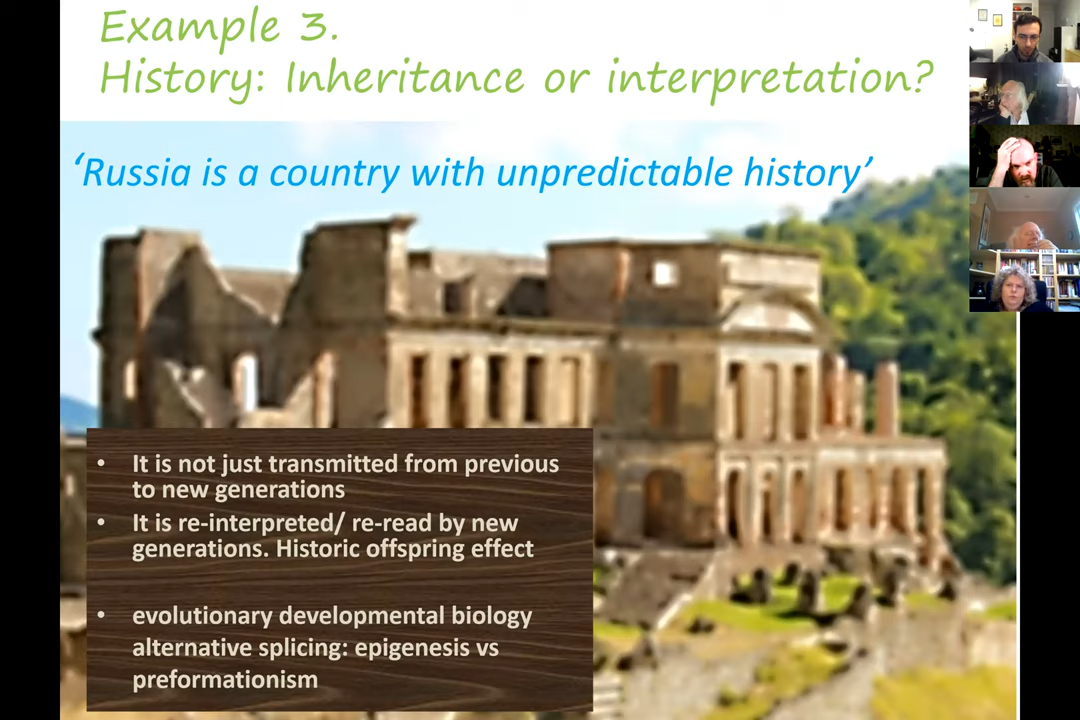 Example 3.
History: Inheritance or interpretation?
‘Russia is a country with unpredictable history’
• It is not just transmitted from previous
to new generations
• It is re-interpreted/ re-read by new
generations. Historic offspring effect
• evolutionary developmental biology
alternative splicing: epigenesis vs
preformationism